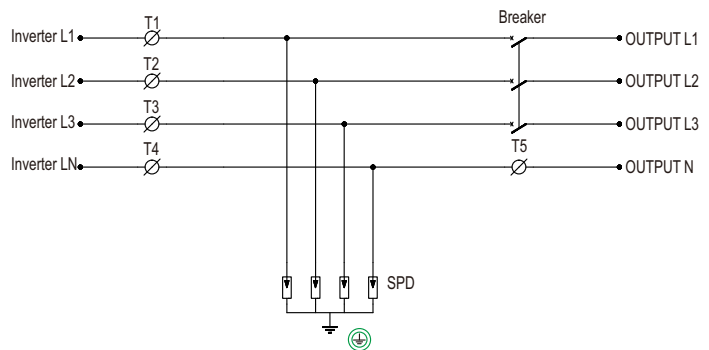 Breaker
T1
Inverter L1
OUTPUT L1
T2
Inverter L2
OUTPUT L2
T3
Inverter L3
OUTPUT L3
T4
T5
Inverter LN
OUTPUT N
SPD